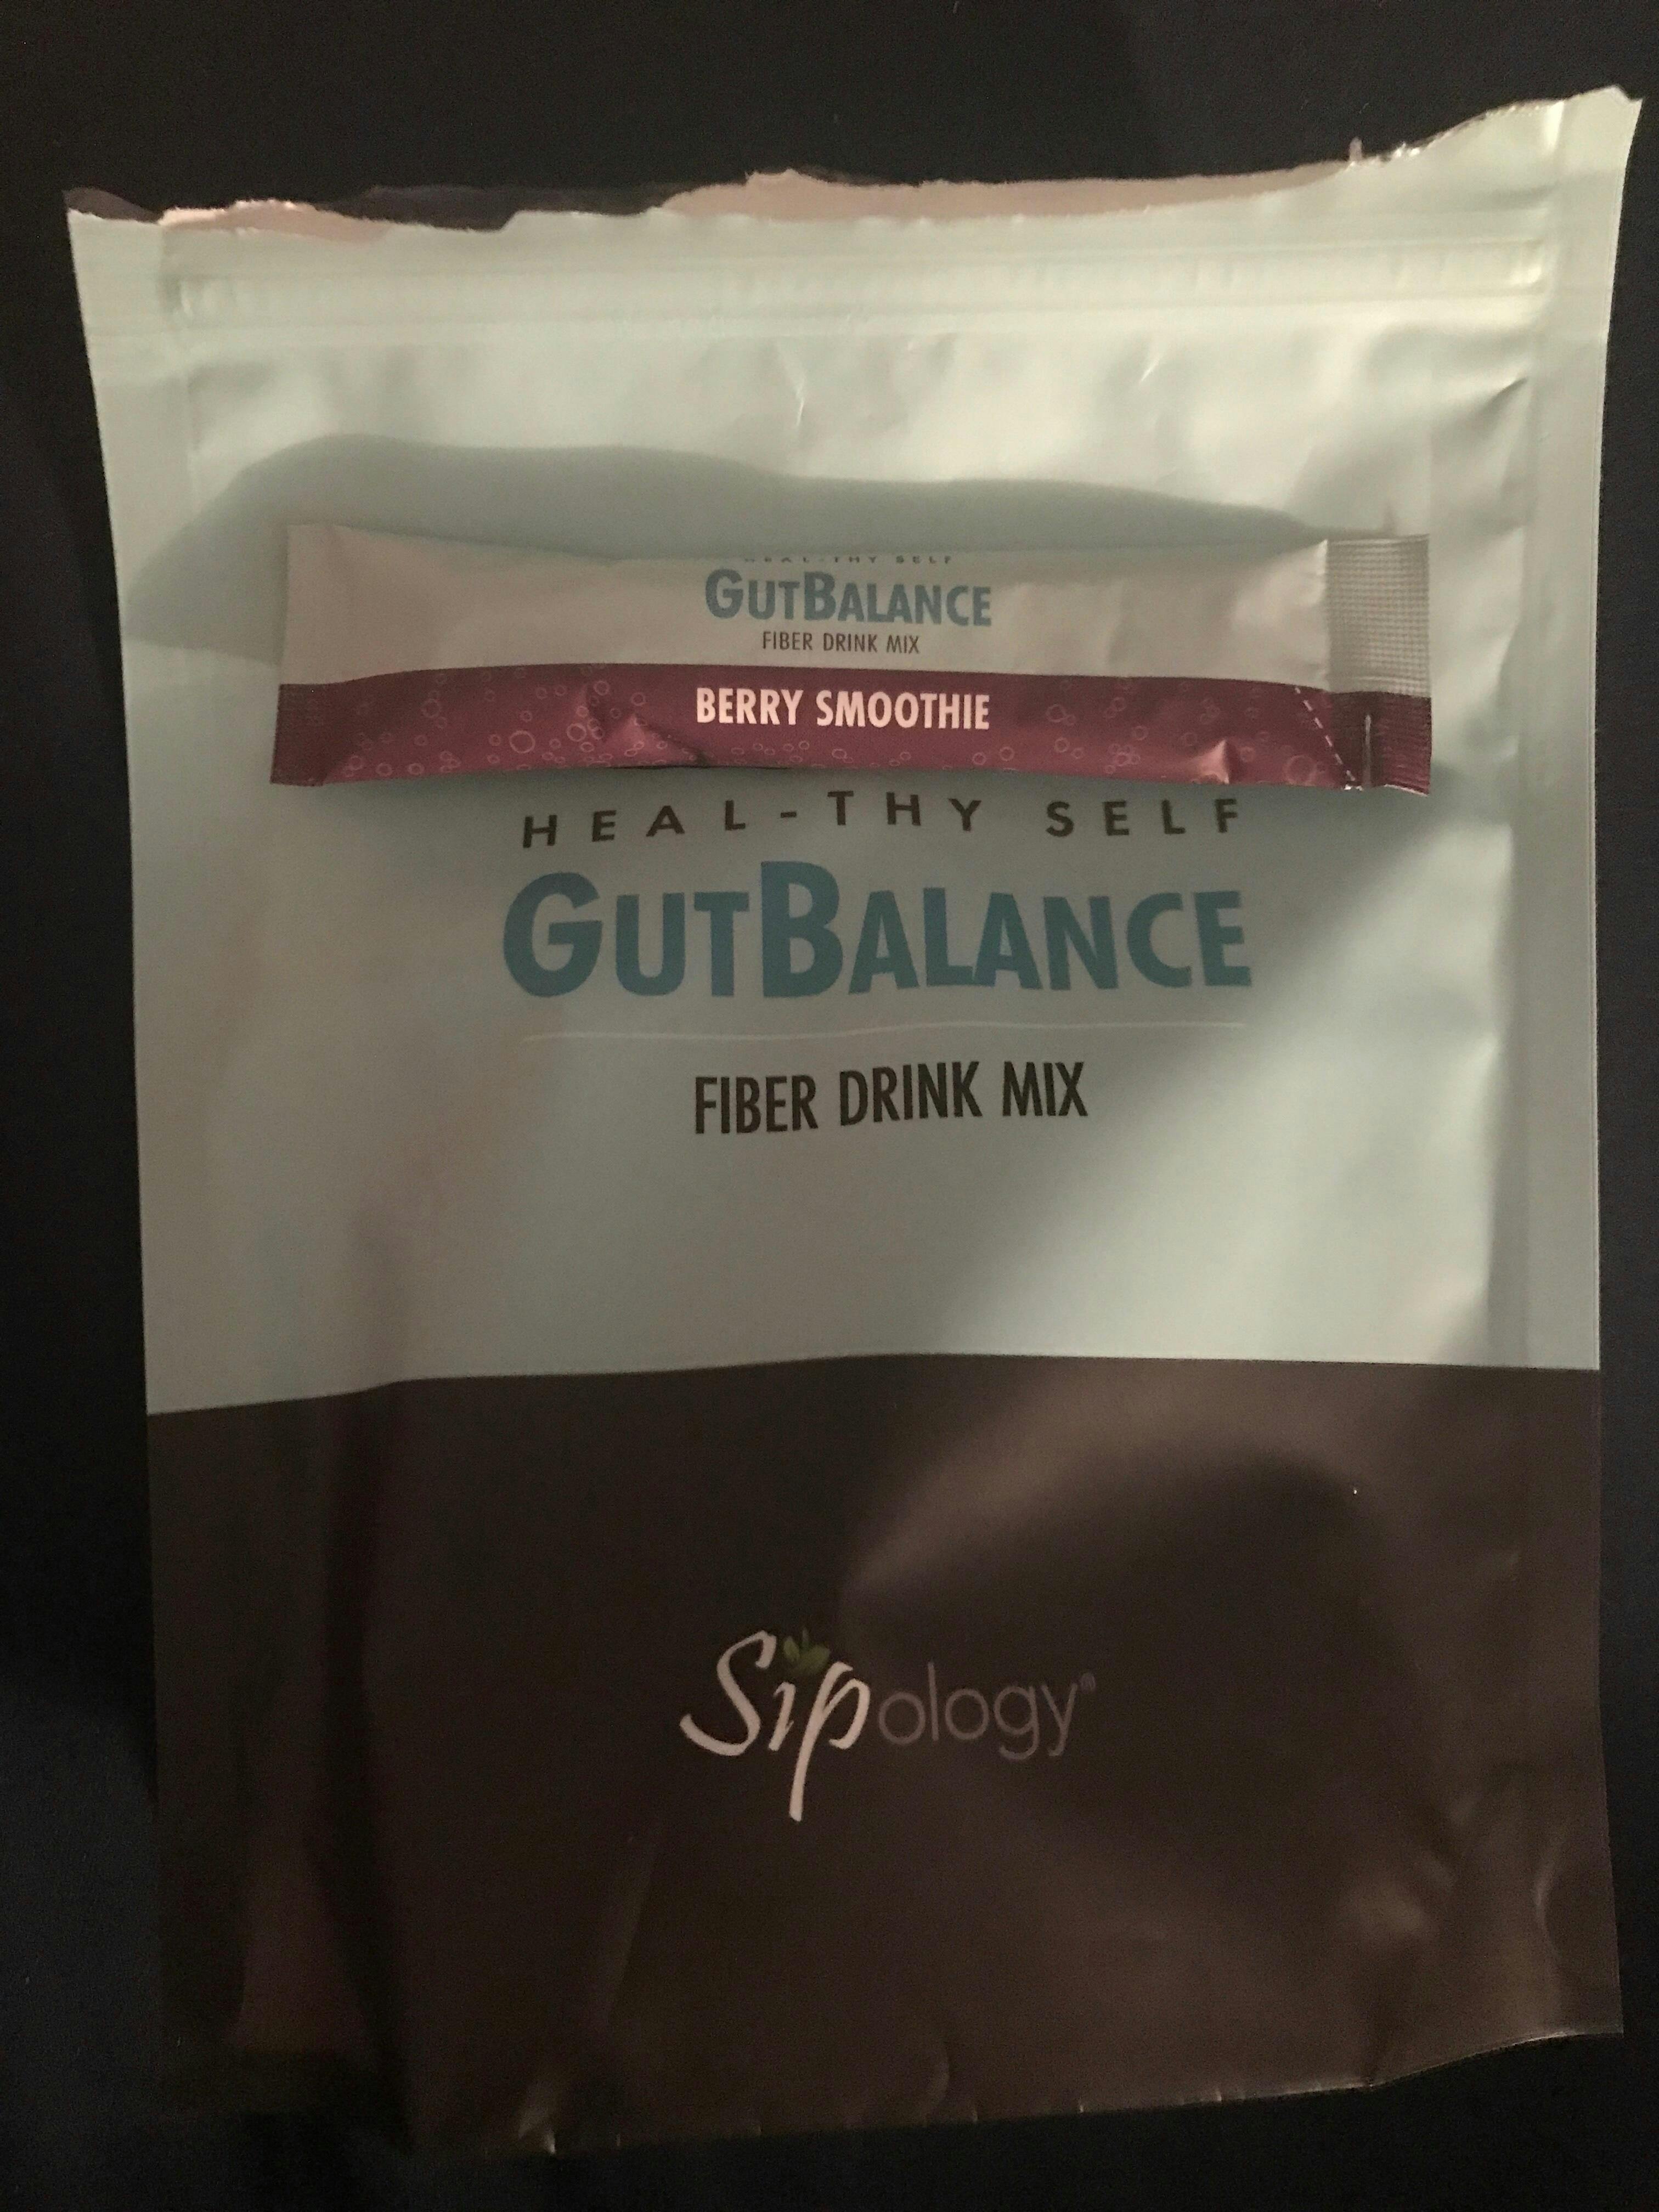 HEAL-THY SELF
GUTBALANCE
FIBER DRINK MIX
BERRY SMOOTHIE
HEAL-THY SELF
GUTBALANCE
FIBER DRINK MIX
Sipology®